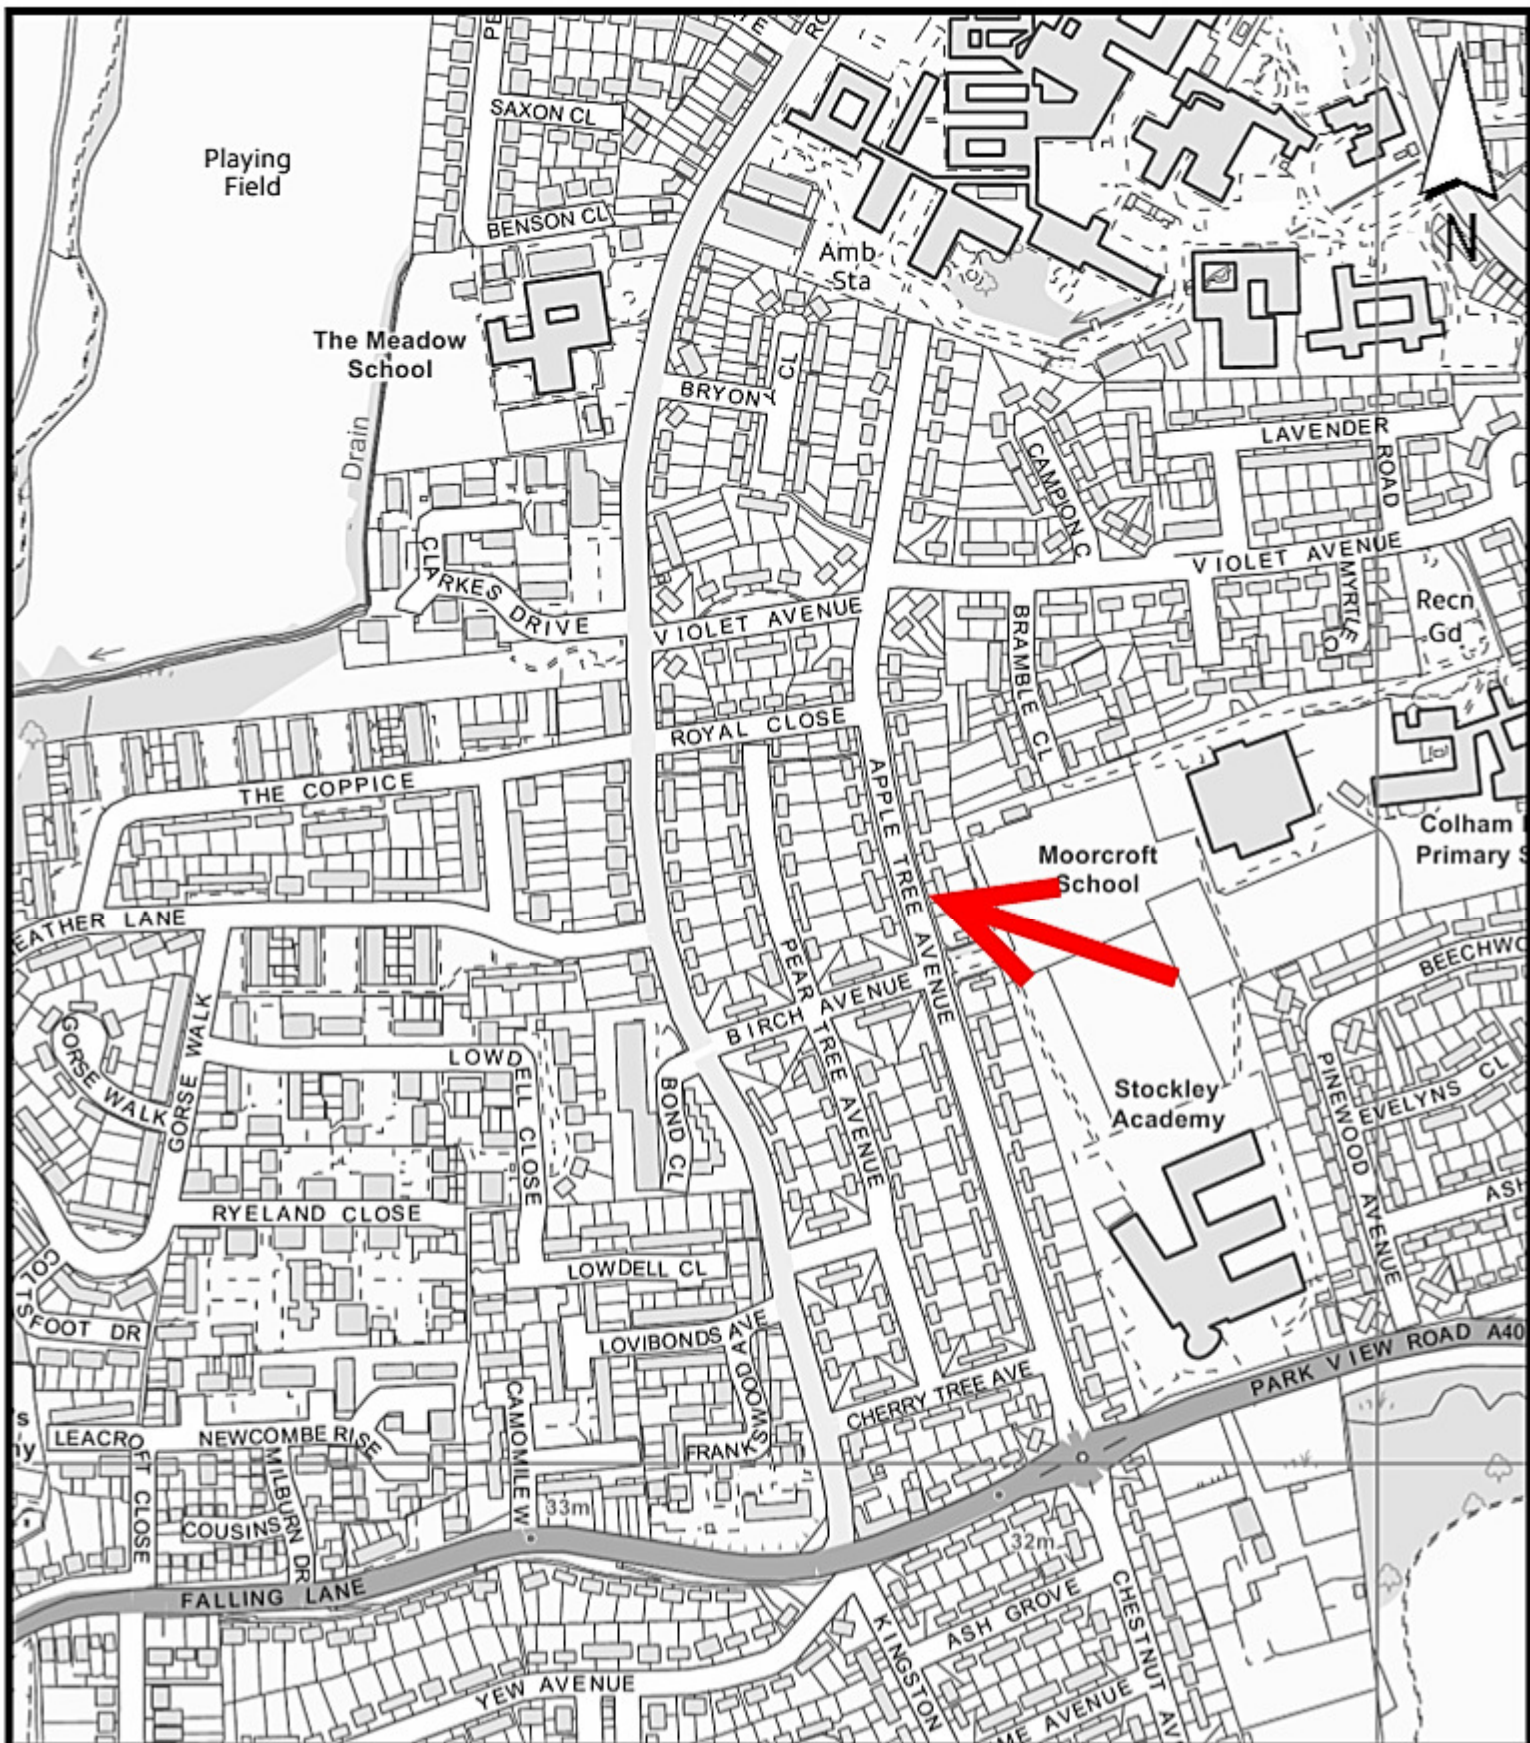 SAXON CL
Playing
Field
BENSON CL
N
Amb
Sta
The Meadow
School
BRYONY
CL
LAVENDER
ROAD
Drain
CAMPION C
VIOLET AVENUE
CLARKES DRIVE
VIOLET AVENUE
BRAMBLE CL
MYRTLE
C
Recn
Gd
ROYAL CLOSE
THE COPPICE
APPLE TREE AVENUE
Colham
Primary S
Moorcroft
School
EATHER LANE
PEAR TREE AVENUE
BIRCH AVENUE
BEECHWO
GORSE WALK
GORSE WALK
LOWDELL CLOSE
BOND CL
Stockley
Academy
PINEWOOD AVENUE
EVELYNS CL
ASH
RYELAND CLOSE
LOWDELL CL
COLTSFOOT DR
LOVIBONDS AVE
PARK VIEW ROAD A40
CHERRY TREE AVE
CAMOMILE W
FRANKSWOOD AVE
's
hy
LEACROFT CLOSE
NEWCOMBE RISE
MILBURN DR
COUSINS
33m
32m
FALLING LANE
ASH GROVE
CHESTNUT AV
KINGSTON
YEW AVENUE
ME AVENUE